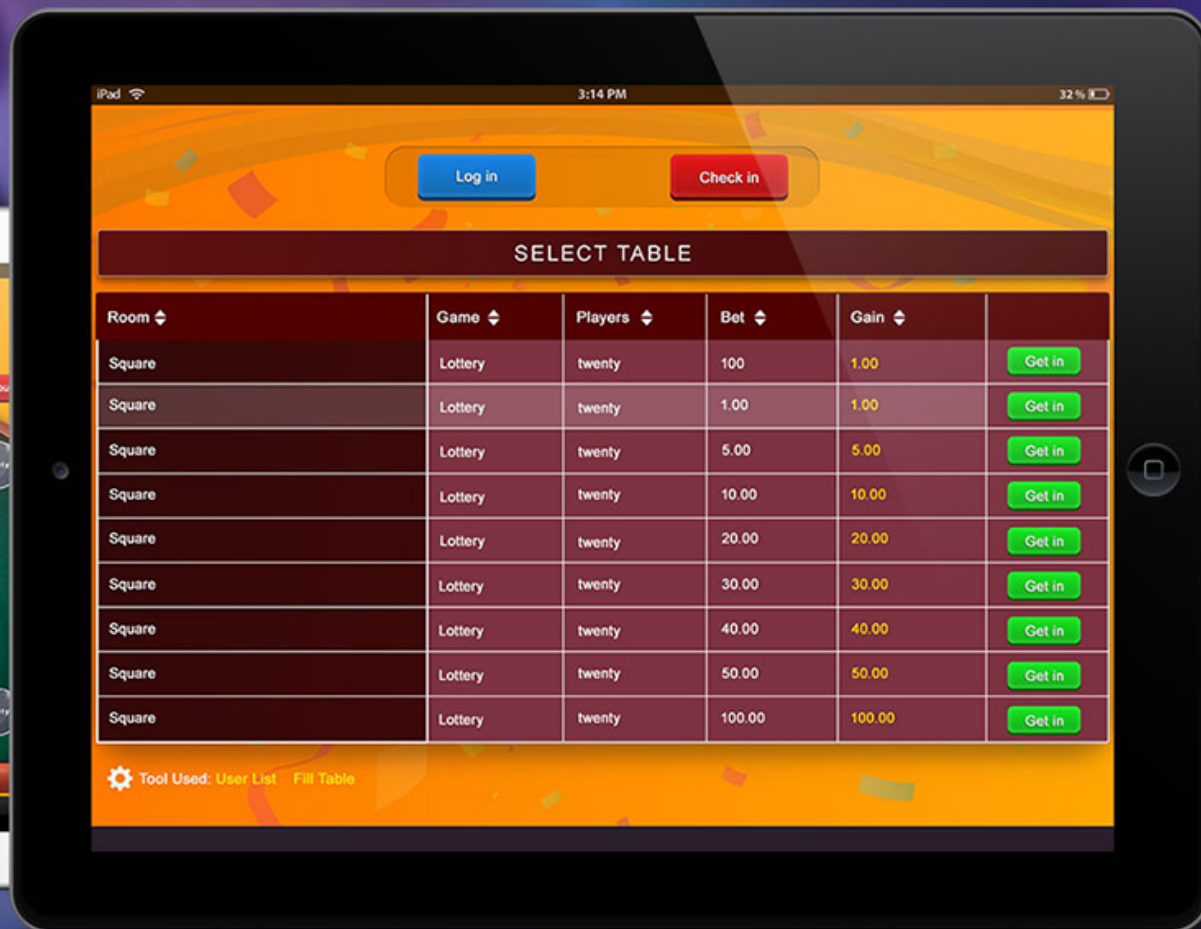 iPad 3:14 PM 32%
Log in Check in
SELECT TABLE
Room Game Players Bet Gain
Square Lottery twenty 100 1.00 Get in
Square Lottery twenty 1.00 1.00 Get in
Square Lottery twenty 5.00 5.00 Get in
Square Lottery twenty 10.00 10.00 Get in
Square Lottery twenty 20.00 20.00 Get in
Square Lottery twenty 30.00 30.00 Get in
Square Lottery twenty 40.00 40.00 Get in
Square Lottery twenty 50.00 50.00 Get in
Square Lottery twenty 100.00 100.00 Get in
Tool Used: User List Fill Table